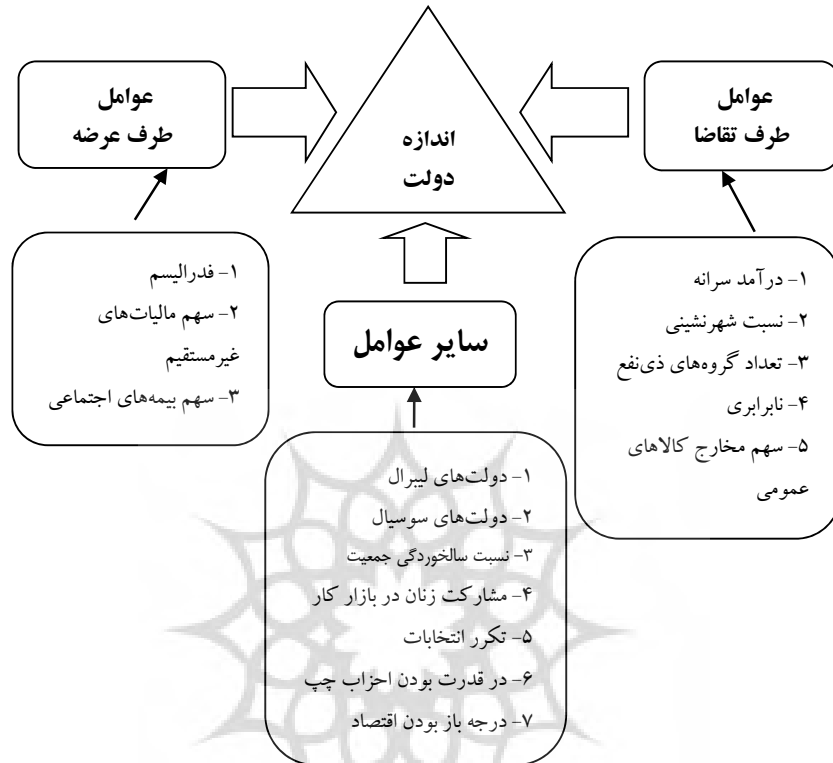 عوامل
طرف تقاضا
اندازه
دولت
عوامل
طرف عرضه
۱- درآمد سرانه
۲- نسبت شهرنشینی
۳- تعداد گروه‌های ذی‌نفع
۴- نابرابری
۵- سهم مخارج کالاهای
عمومی
سایر عوامل
۱- فدرالیسم
۲- سهم مالیات‌های
غیرمستقیم
۳- سهم بیمه‌های اجتماعی
۱- دولت‌های لیبرال
۲- دولت‌های سوسیال
۳- نسبت سالخوردگی جمعیت
۴- مشارکت زنان در بازار کار
۵- تکرر انتخابات
۶- در قدرت بودن احزاب چپ
۷- درجه باز بودن اقتصاد